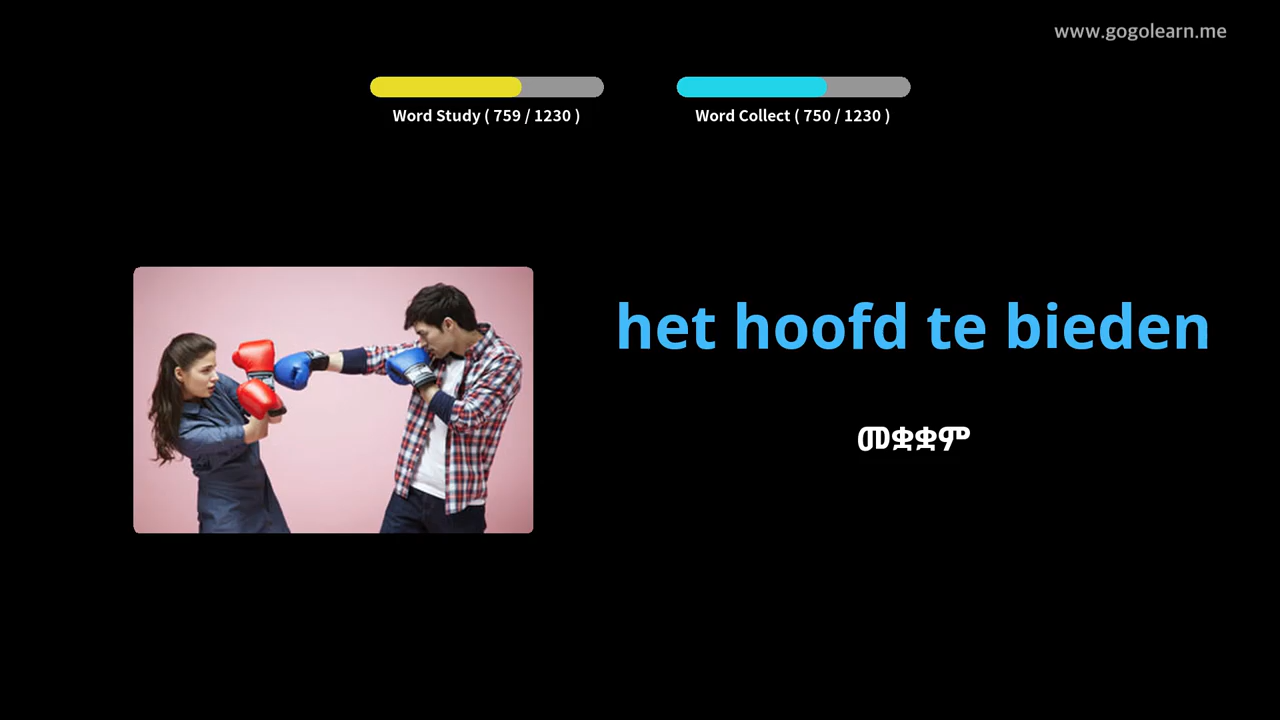 www.gogolearn.me
Word Study ( 759 / 1230 )
Word Collect ( 750 / 1230 )
het hoofd te bieden
መቋቋም